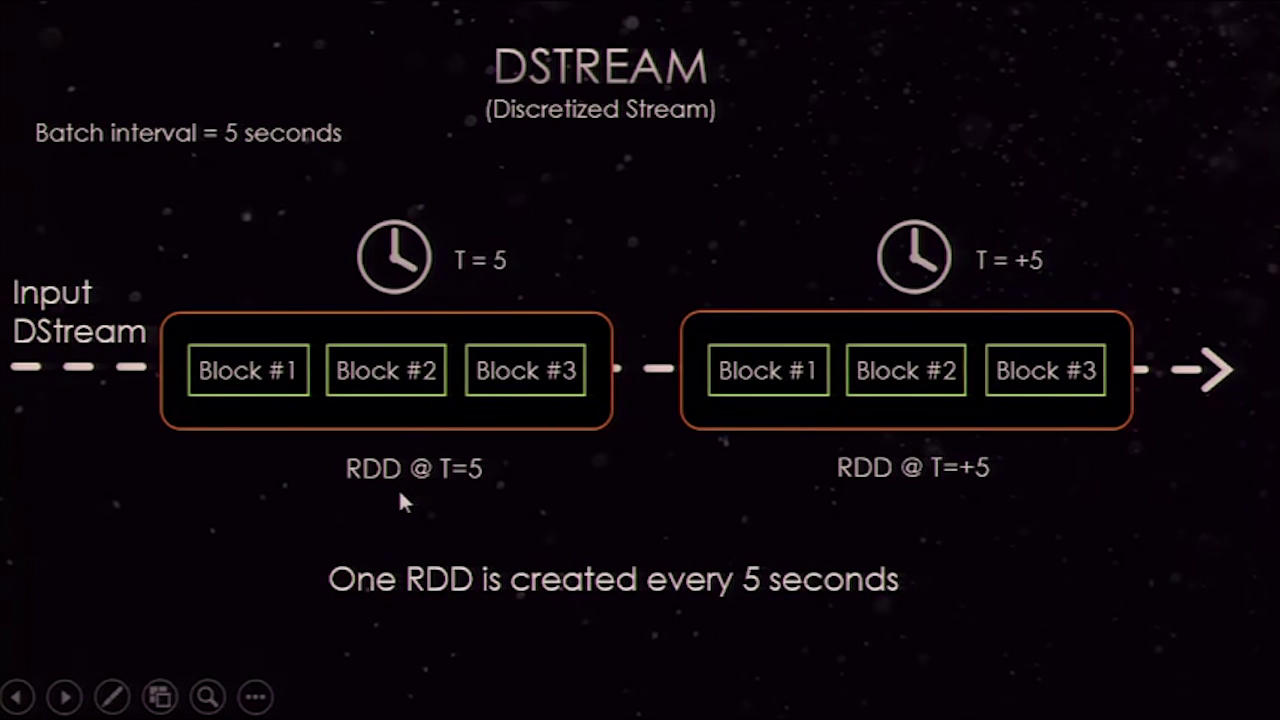 DSTREAM
(Discretized Stream)
Batch interval = 5 seconds
T = 5
T = +5
Input
DStream
Block #1
Block #2
Block #3
Block #1
Block #2
Block #3
RDD @ T=5
RDD @ T=+5
One RDD is created every 5 seconds